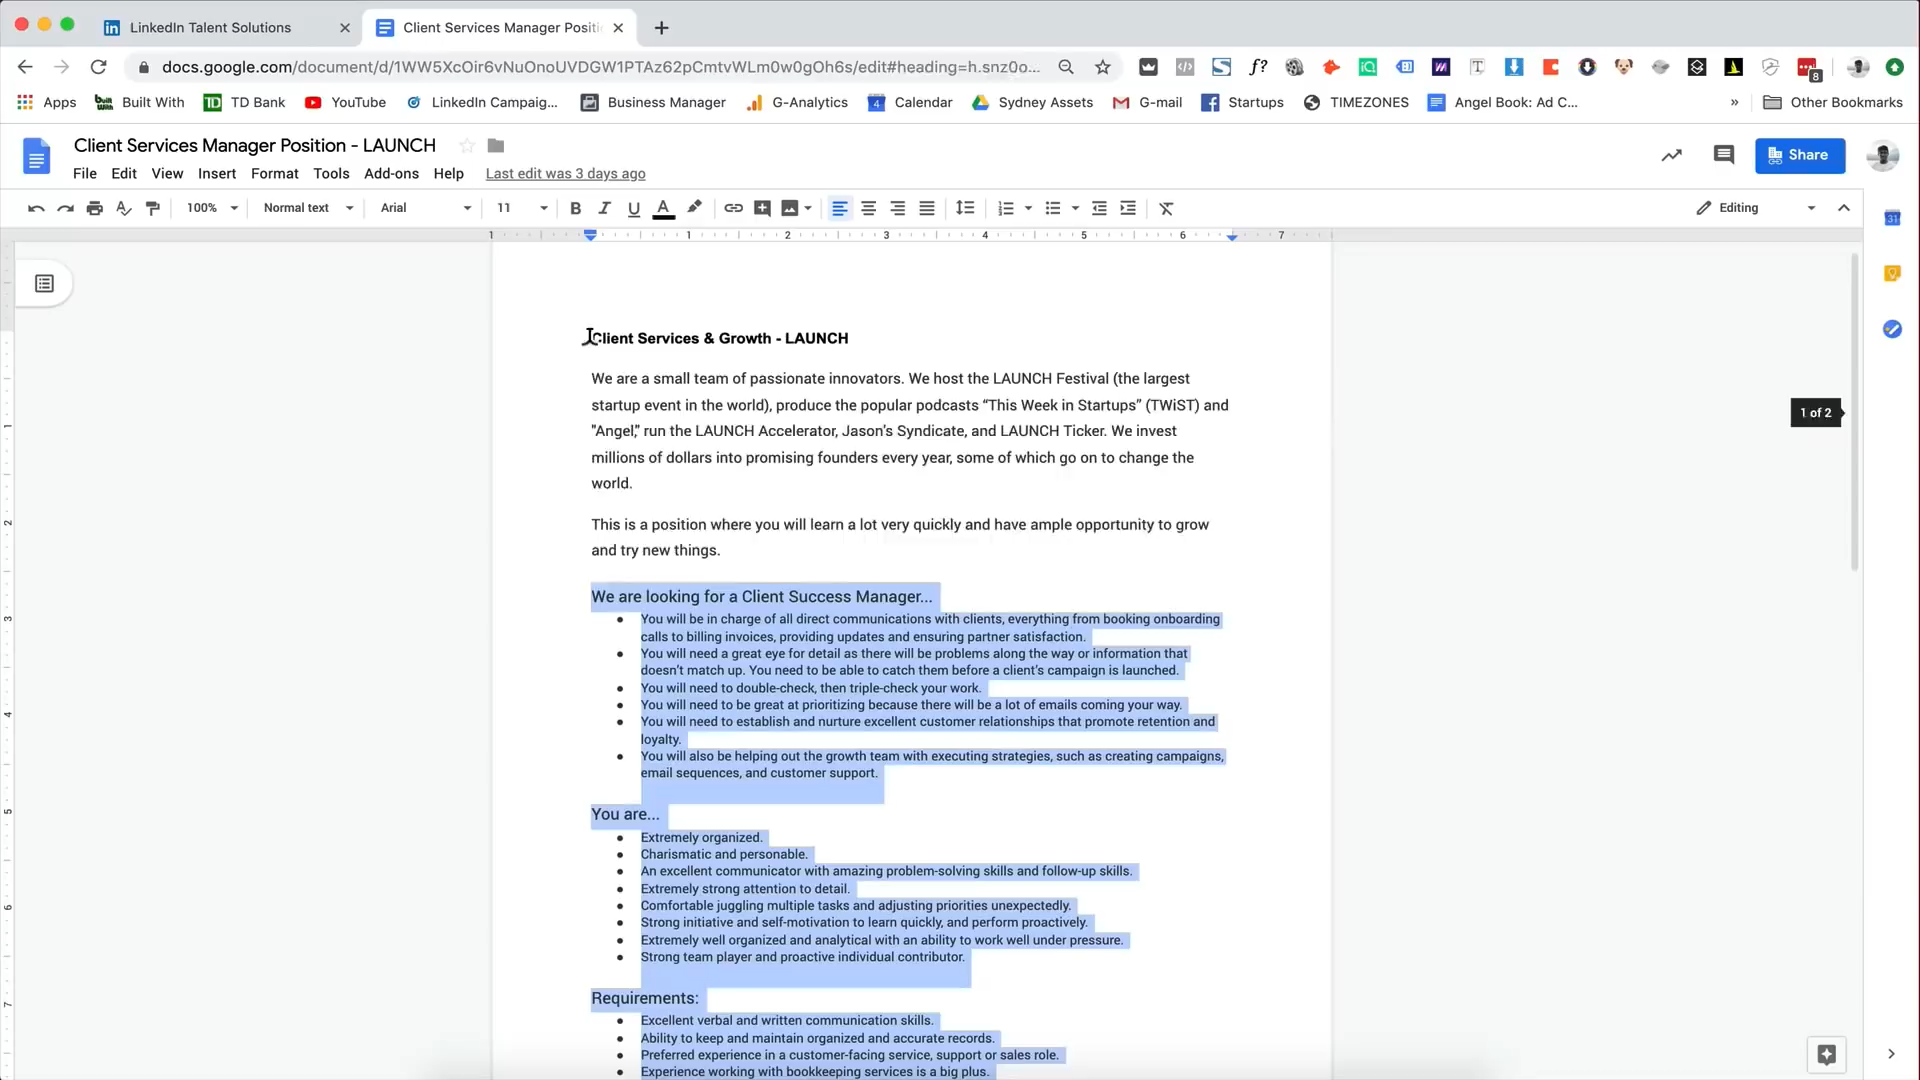 LinkedIn Talent Solutions
Client Services Manager Positi
docs.google.com/document/d/1WW5XcOir6vNuOnoUVDGW1PTAz62pCmtvWLm0w0gOh6s/edit#heading=h.snz0o...
Apps Built With TD Bank YouTube LinkedIn Campaig... Business Manager G-Analytics Calendar Sydney Assets G-mail Startups TIMEZONES Angel Book: Ad C... » Other Bookmarks
Client Services Manager Position - LAUNCH
Share
File Edit View Insert Format Tools Add-ons Help Last edit was 3 days ago
100% Normal text Arial 11 B I U A Editing
1 1 2 3 4 5 6 7
Client Services & Growth - LAUNCH
We are a small team of passionate innovators. We host the LAUNCH Festival (the largest
startup event in the world), produce the popular podcasts “This Week in Startups” (TWiST) and
"Angel," run the LAUNCH Accelerator, Jason’s Syndicate, and LAUNCH Ticker. We invest
millions of dollars into promising founders every year, some of which go on to change the
world.
1 of 2
This is a position where you will learn a lot very quickly and have ample opportunity to grow
and try new things.
We are looking for a Client Success Manager...
● You will be in charge of all direct communications with clients, everything from booking onboarding
calls to billing invoices, providing updates and ensuring partner satisfaction.
● You will need a great eye for detail as there will be problems along the way or information that
doesn’t match up. You need to be able to catch them before a client’s campaign is launched.
● You will need to double-check, then triple-check your work.
● You will need to be great at prioritizing because there will be a lot of emails coming your way.
● You will need to establish and nurture excellent customer relationships that promote retention and
loyalty.
● You will also be helping out the growth team with executing strategies, such as creating campaigns,
email sequences, and customer support.
You are...
● Extremely organized.
● Charismatic and personable.
● An excellent communicator with amazing problem-solving skills and follow-up skills.
● Extremely strong attention to detail.
● Comfortable juggling multiple tasks and adjusting priorities unexpectedly.
● Strong initiative and self-motivation to learn quickly, and perform proactively.
● Extremely well organized and analytical with an ability to work well under pressure.
● Strong team player and proactive individual contributor.
Requirements:
● Excellent verbal and written communication skills.
● Ability to keep and maintain organized and accurate records.
● Preferred experience in a customer-facing service, support or sales role.
● Experience working with bookkeeping services is a big plus.